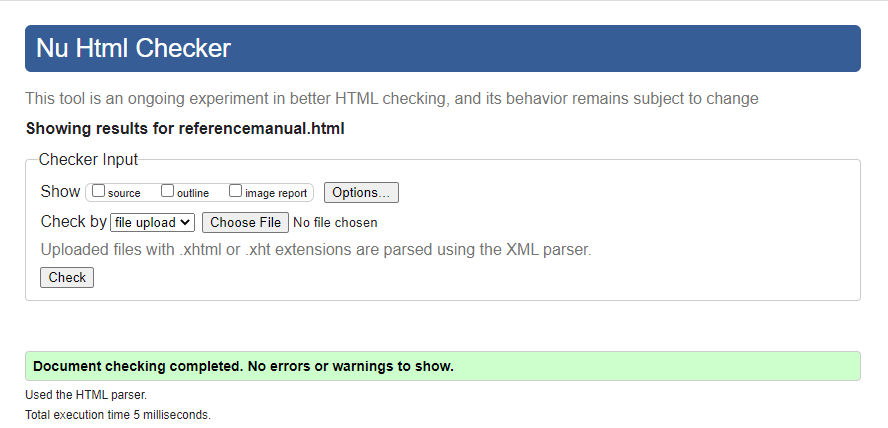 Nu Html Checker
This tool is an ongoing experiment in better HTML checking, and its behavior remains subject to change
Showing results for referencemanual.html
Checker Input
Show source outline image report Options...
Check by file upload Choose File No file chosen
Uploaded files with .xhtml or .xht extensions are parsed using the XML parser.
Check
Document checking completed. No errors or warnings to show.
Used the HTML parser.
Total execution time 5 milliseconds.